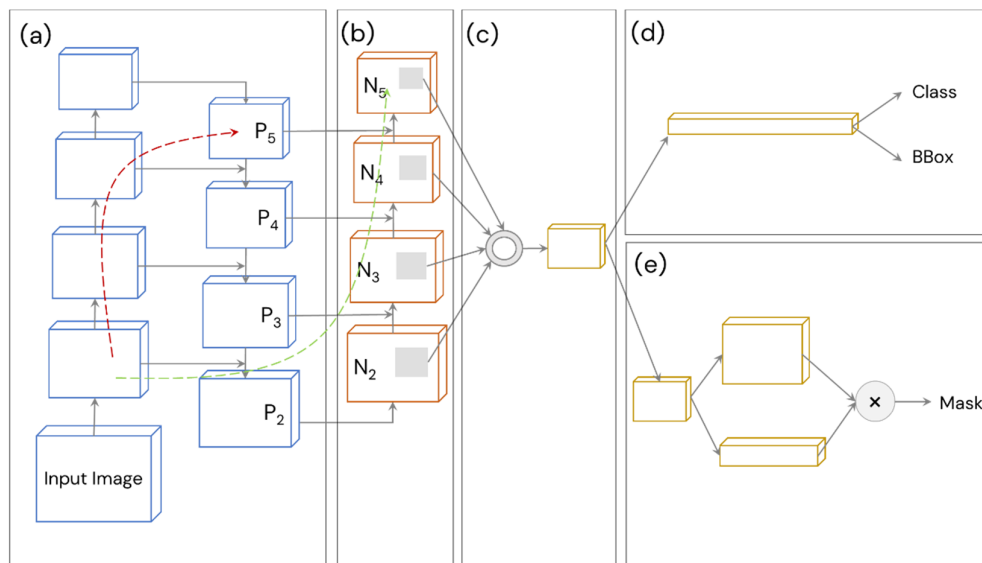 (a)
P5
P4
P3
P2
Input Image
(b)
N5
N4
N3
N2
(c)
(d)
Class
BBox
(e)
×
Mask